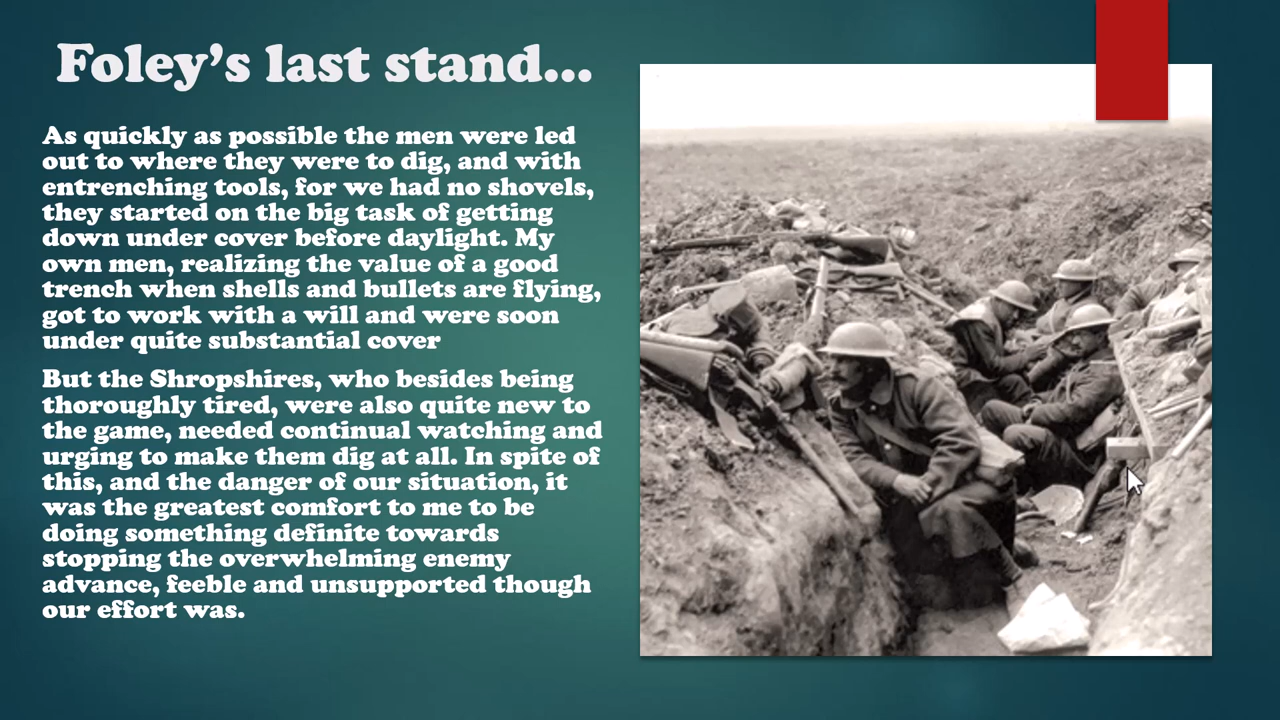 Foley’s last stand...
As quickly as possible the men were led
out to where they were to dig, and with
entrenching tools, for we had no shovels,
they started on the big task of getting
down under cover before daylight. My
own men, realizing the value of a good
trench when shells and bullets are flying,
got to work with a will and were soon
under quite substantial cover
But the Shropshires, who besides being
thoroughly tired, were also quite new to
the game, needed continual watching and
urging to make them dig at all. In spite of
this, and the danger of our situation, it
was the greatest comfort to me to be
doing something definite towards
stopping the overwhelming enemy
advance, feeble and unsupported though
our effort was.